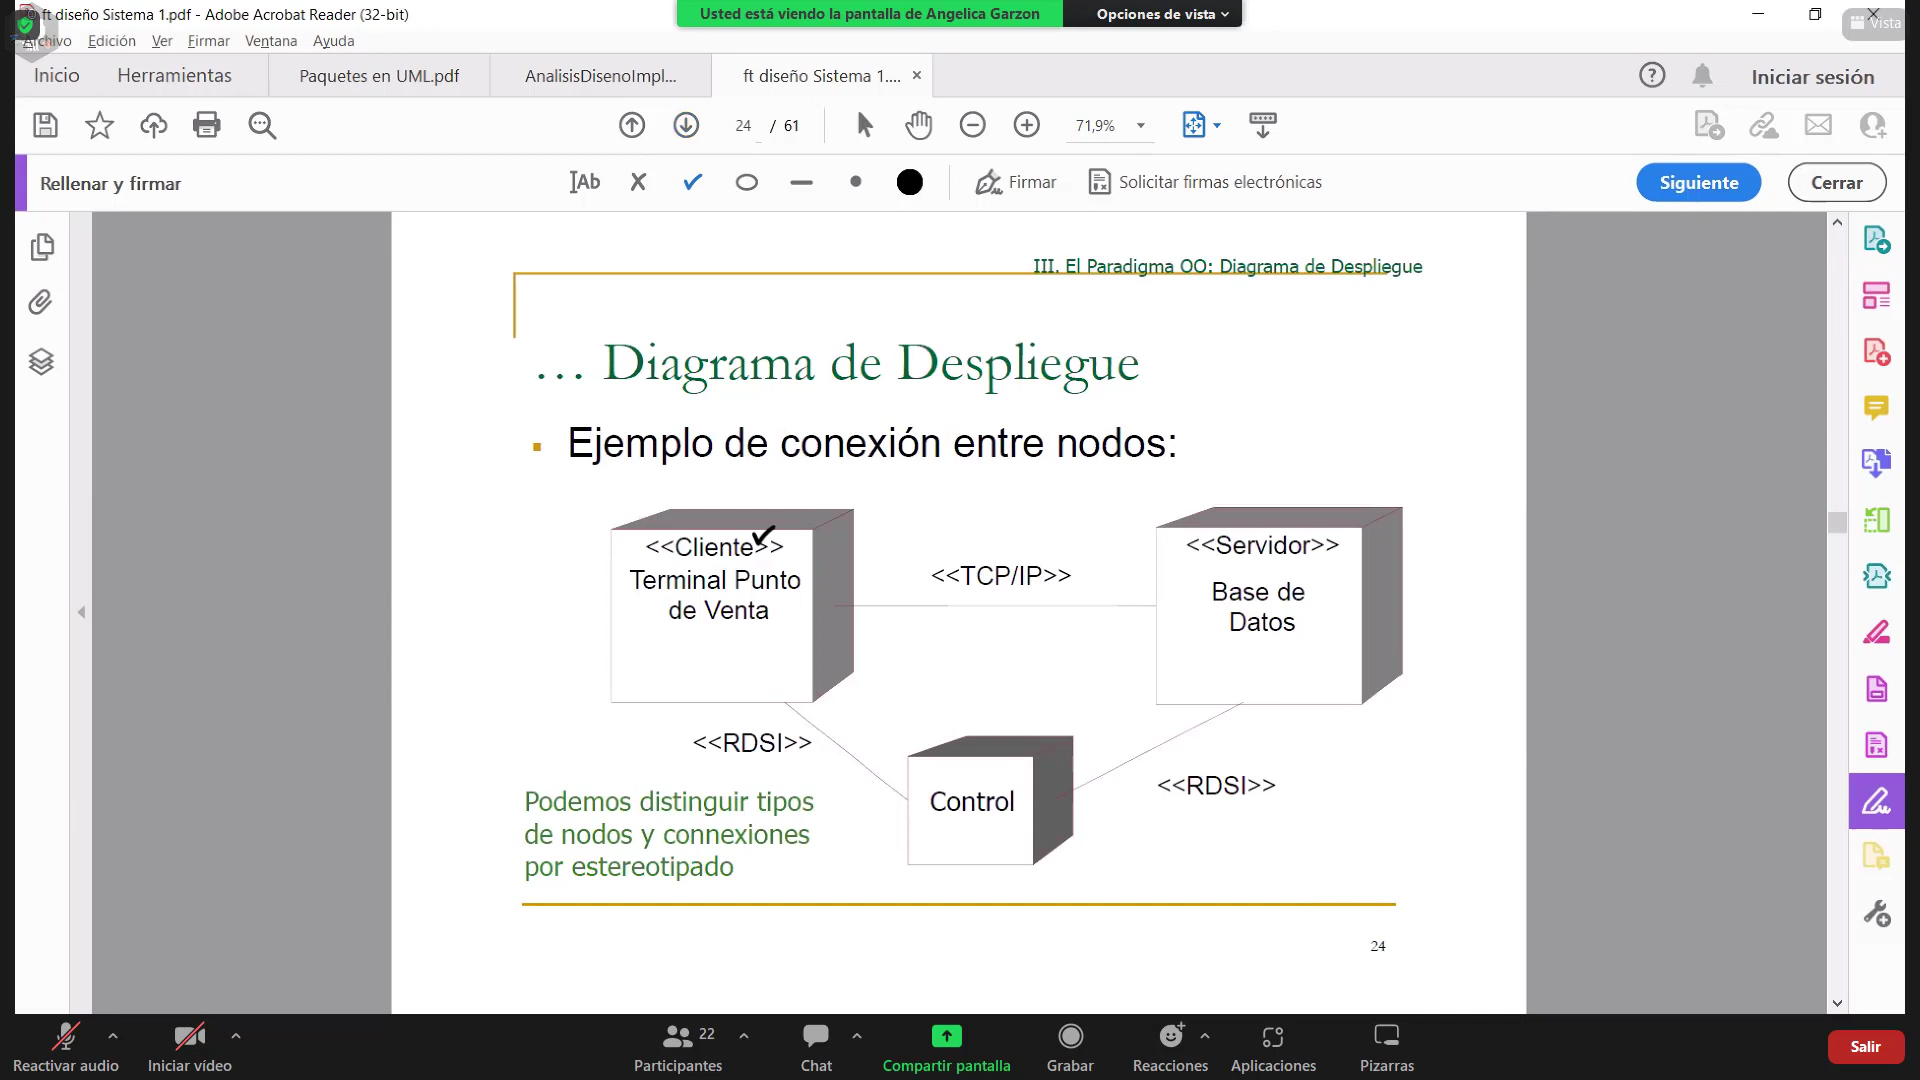 ft diseño Sistema 1.pdf - Adobe Acrobat Reader (32-bit)
Usted está viendo la pantalla de Angelica Garzon
Opciones de vista
Vista
Archivo Edición Ver Firmar Ventana Ayuda
Inicio Herramientas Paquetes en UML.pdf AnalisisDisenoImpl... ft diseño Sistema 1.... Iniciar sesión
24 / 61 71,9%
Rellenar y firmar
Ab
Firmar
Solicitar firmas electrónicas
Siguiente
Cerrar
III. El Paradigma OO: Diagrama de Despliegue
... Diagrama de Despliegue
Ejemplo de conexión entre nodos:
<<Cliente>>
Terminal Punto
de Venta
<<TCP/IP>>
<<Servidor>>
Base de
Datos
<<RDSI>>
Control
<<RDSI>>
Podemos distinguir tipos
de nodos y connexiones
por estereotipado
24
Reactivar audio
Iniciar vídeo
22
Participantes
Chat
Compartir pantalla
Grabar
Reacciones
Aplicaciones
Pizarras
Salir